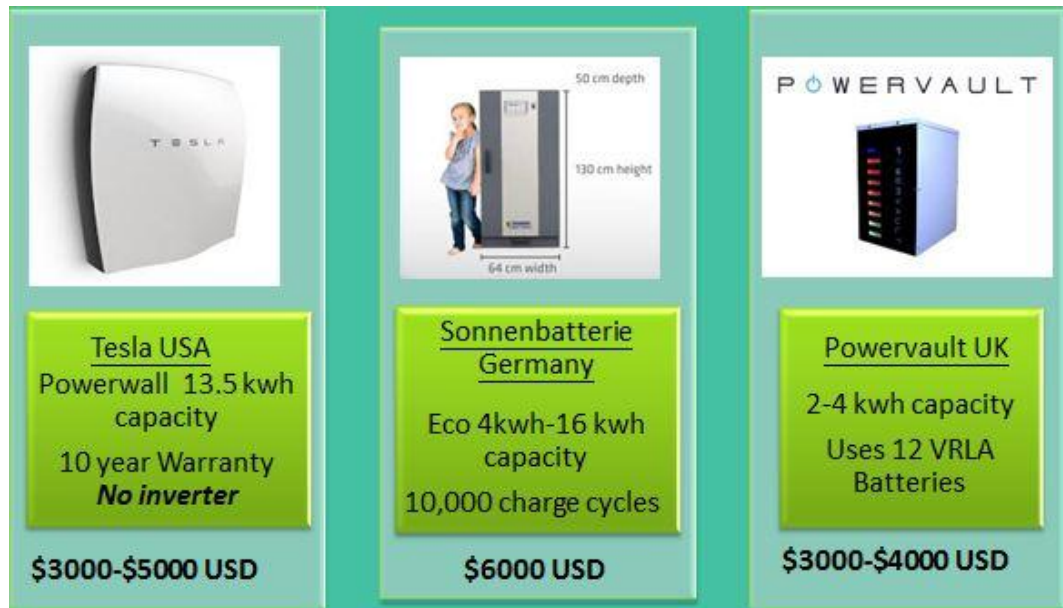 TESLA
Tesla USA
Powerwall 13.5 kwh
capacity
10 year Warranty
No inverter
$3000-$5000 USD
50 cm depth
130 cm height
64 cm width
Sonnenbatterie
Germany
Eco 4kwh-16 kwh
capacity
10,000 charge cycles
$6000 USD
POWERVAULT
POWERVAULT
Powervault UK
2-4 kwh capacity
Uses 12 VRLA
Batteries
$3000-$4000 USD